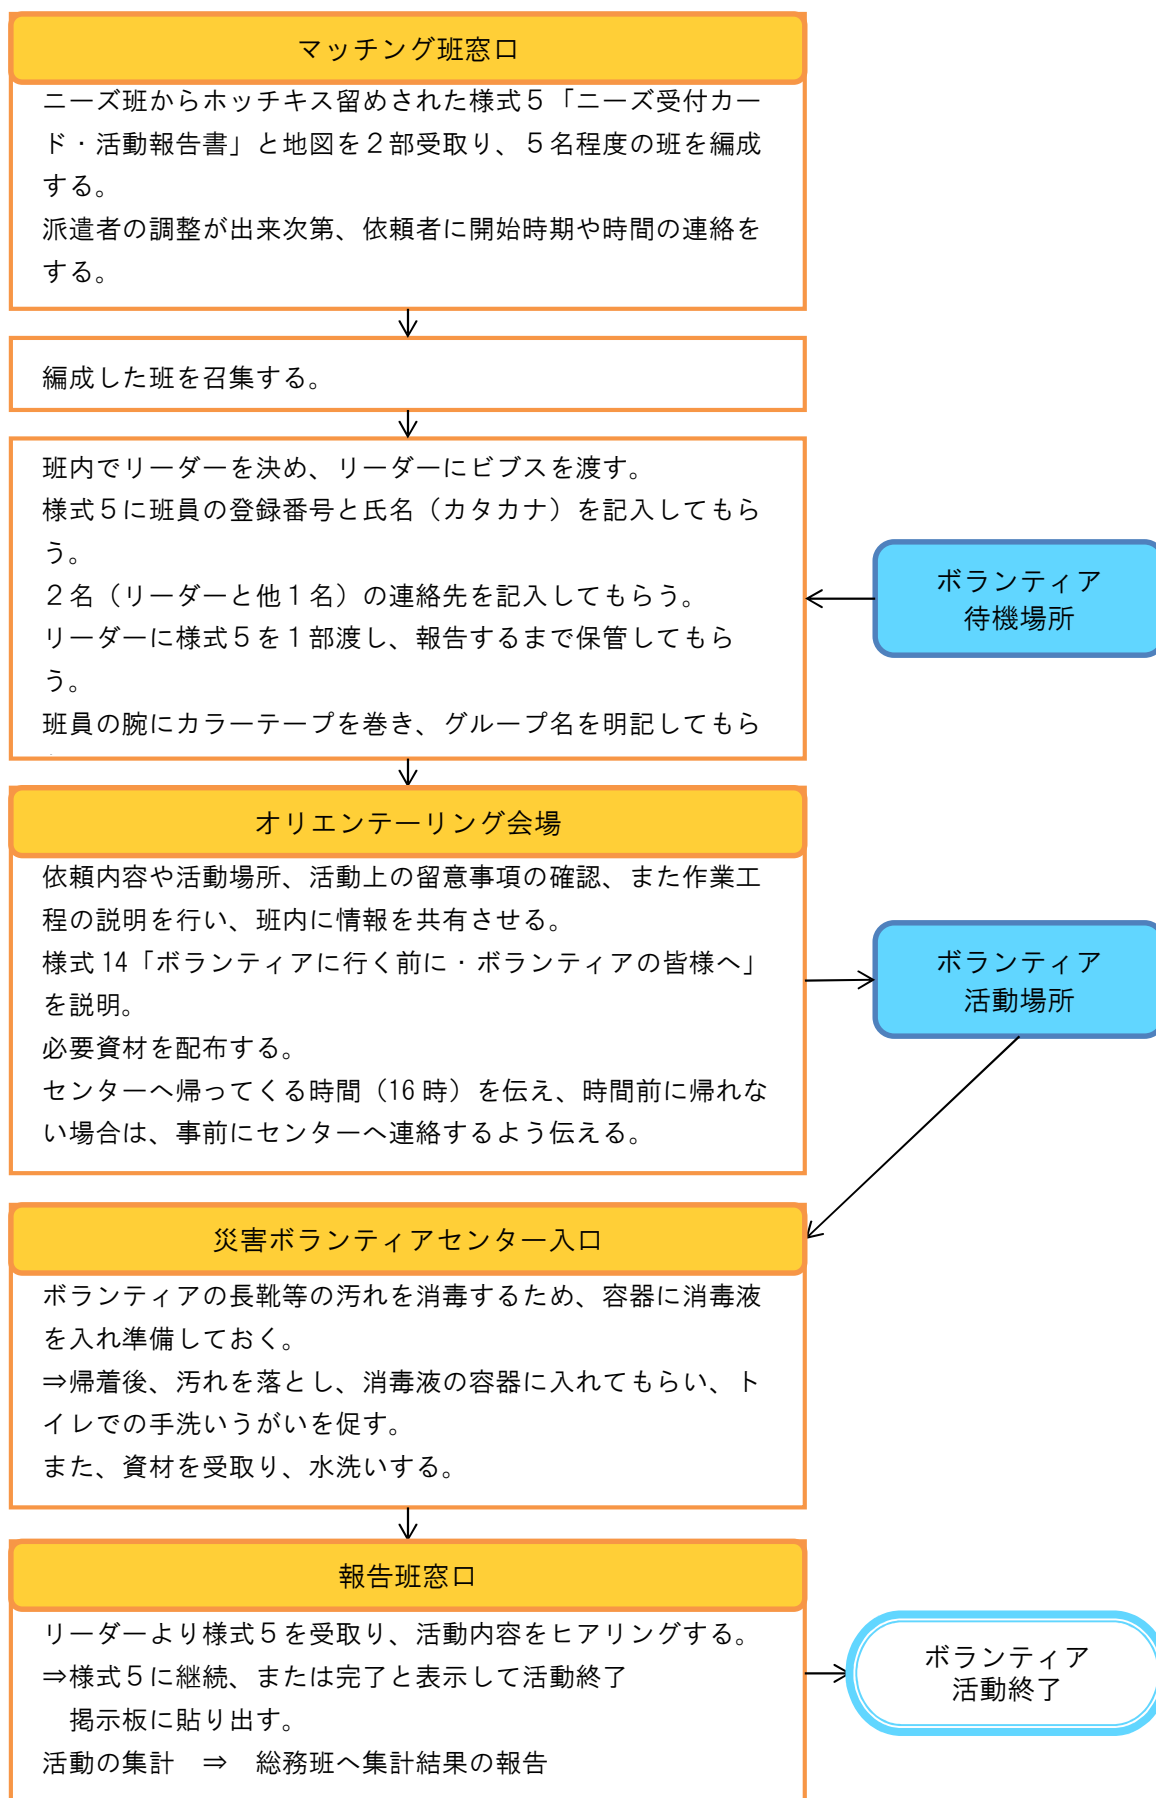 マッチング班窓口
ニーズ班からホッチキス留めされた様式５「ニーズ受付カー
ド・活動報告書」と地図を２部受取り、５名程度の班を編成
する。
派遣者の調整が出来次第、依頼者に開始時期や時間の連絡を
する。
編成した班を召集する。
班内でリーダーを決め、リーダーにビブスを渡す。
様式５に班員の登録番号と氏名（カタカナ）を記入してもら
う。
２名（リーダーと他１名）の連絡先を記入してもらう。
リーダーに様式５を１部渡し、報告するまで保管してもら
う。
班員の腕にカラーテープを巻き、グループ名を明記してもら
ボランティア
待機場所
オリエンテーリング会場
依頼内容や活動場所、活動上の留意事項の確認、また作業工
程の説明を行い、班内に情報を共有させる。
様式 14「ボランティアに行く前に・ボランティアの皆様へ」
を説明。
必要資材を配布する。
センターへ帰ってくる時間（16 時）を伝え、時間前に帰れな
い場合は、事前にセンターへ連絡するよう伝える。
ボランティア
活動場所
災害ボランティアセンター入口
ボランティアの長靴等の汚れを消毒するため、容器に消毒液
を入れ準備しておく。
⇒帰着後、汚れを落とし、消毒液の容器に入れてもらい、ト
イレでの手洗いうがいを促す。
また、資材を受取り、水洗いする。
報告班窓口
リーダーより様式５を受取り、活動内容をヒアリングする。
⇒様式５に継続、または完了と表示して活動終了
　掲示板に貼り出す。
活動の集計　⇒　総務班へ集計結果の報告
ボランティア
活動終了